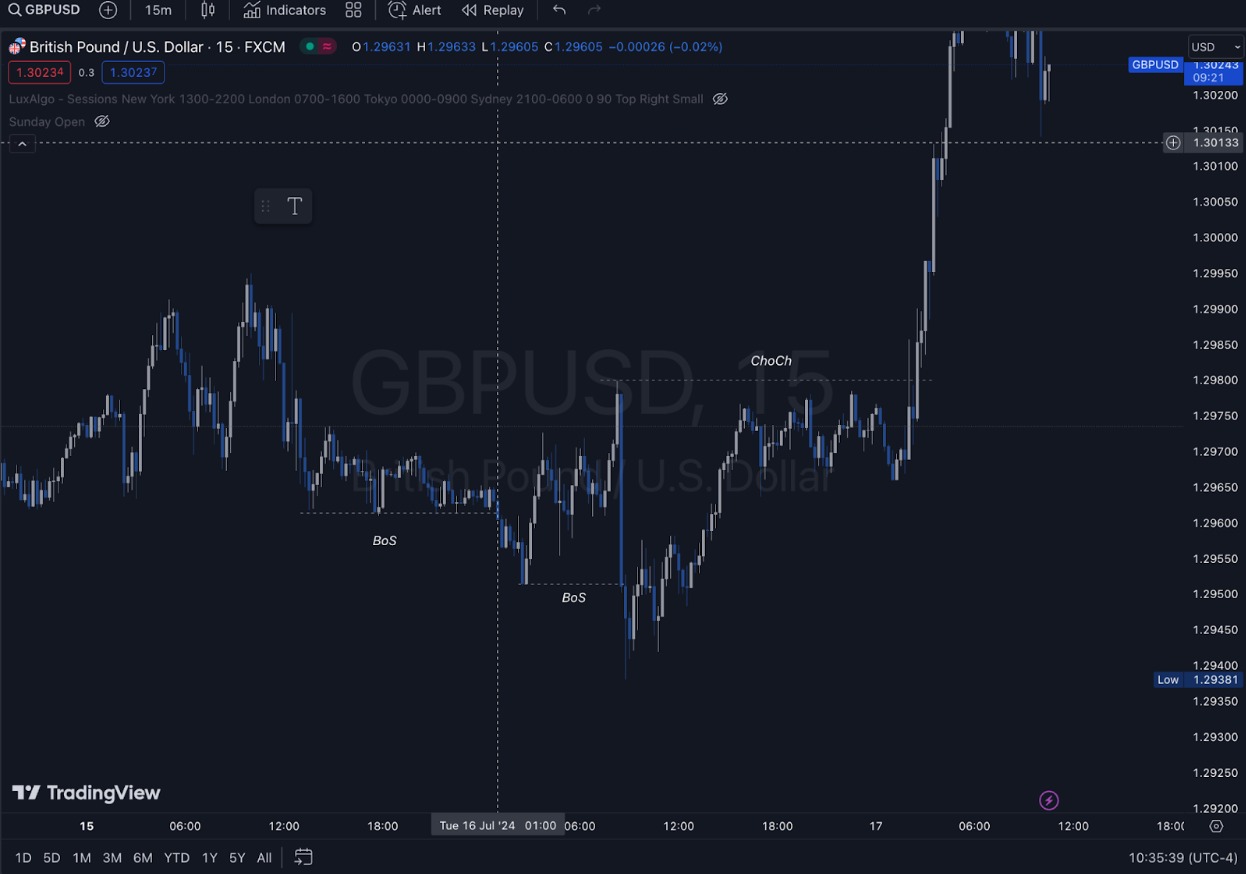 GBPUSD 15m Indicators Alert Replay
British Pound / U.S. Dollar · 15 · FXCM O1.29631 H1.29633 L1.29605 C1.29605 −0.00026 (−0.02%)
USD
1.30234 0.3 1.30237
GBPUSD 1.30243
09:21
LuxAlgo - Sessions New York 1300-2200 London 0700-1600 Tokyo 0000-0900 Sydney 2100-0600 0 90 Top Right Small
1.30200
Sunday Open
1.30150
1.30133
1.30100
T
1.30050
1.30000
1.29950
1.29900
1.29850
ChoCh
GBPUSD, 15
1.29800
1.29750
1.29700
British Pound / U.S. Dollar
1.29650
1.29600
BoS
1.29550
BoS
1.29500
1.29450
1.29400
Low 1.29381
1.29350
1.29300
1.29250
TradingView
1.29200
15 06:00 12:00 18:00 Tue 16 Jul '24 01:00 06:00 12:00 18:00 17 06:00 12:00 18:00
1D 5D 1M 3M 6M YTD 1Y 5Y All 10:35:39 (UTC-4)